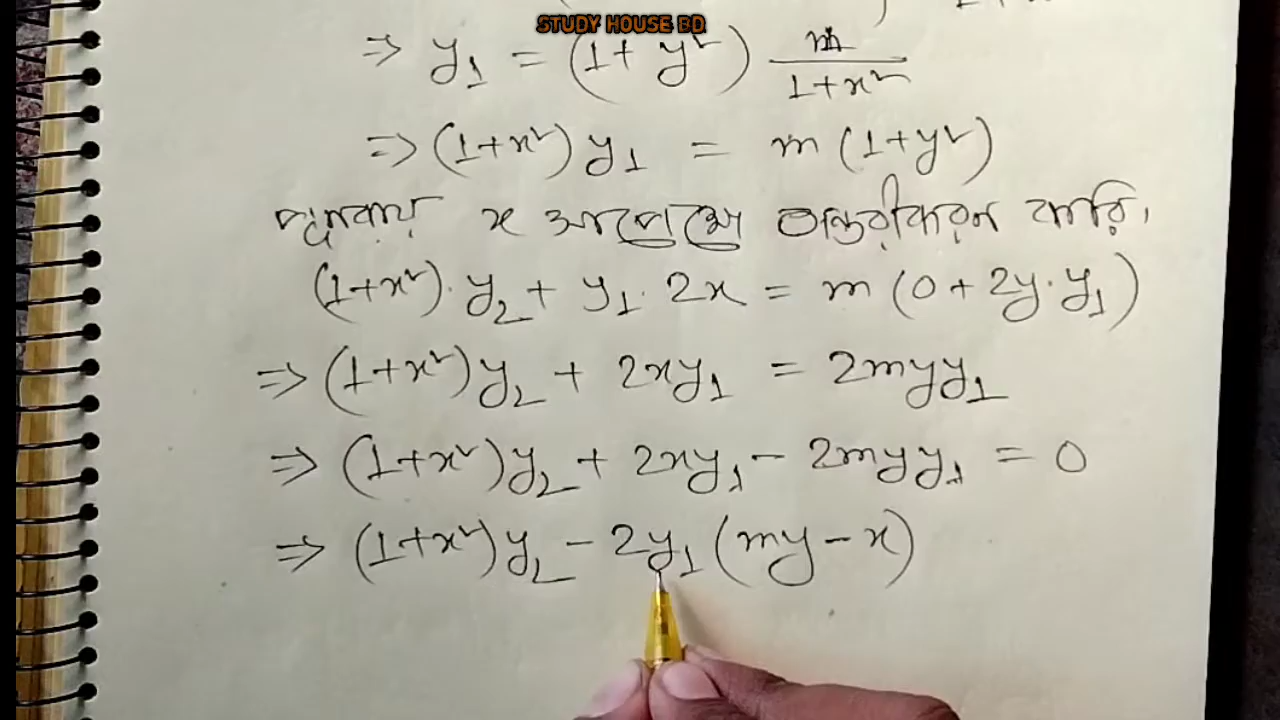 STUDY HOUSE BD
⇒ y₁ = (1+y²) m/(1+x²)
⇒ (1+x²) y₁ = m (1+y²)
পুনরায় x সাপেক্ষে অন্তরীকরন করি।
(1+x²)· y₂ + y₁· 2x = m (0 + 2y· y₁)
⇒ (1+x²)y₂ + 2xy₁ = 2myy₁
⇒ (1+x²)y₂ + 2xy₁ - 2myy₁ = 0
⇒ (1+x²)y₂ - 2y₁ (my - x)